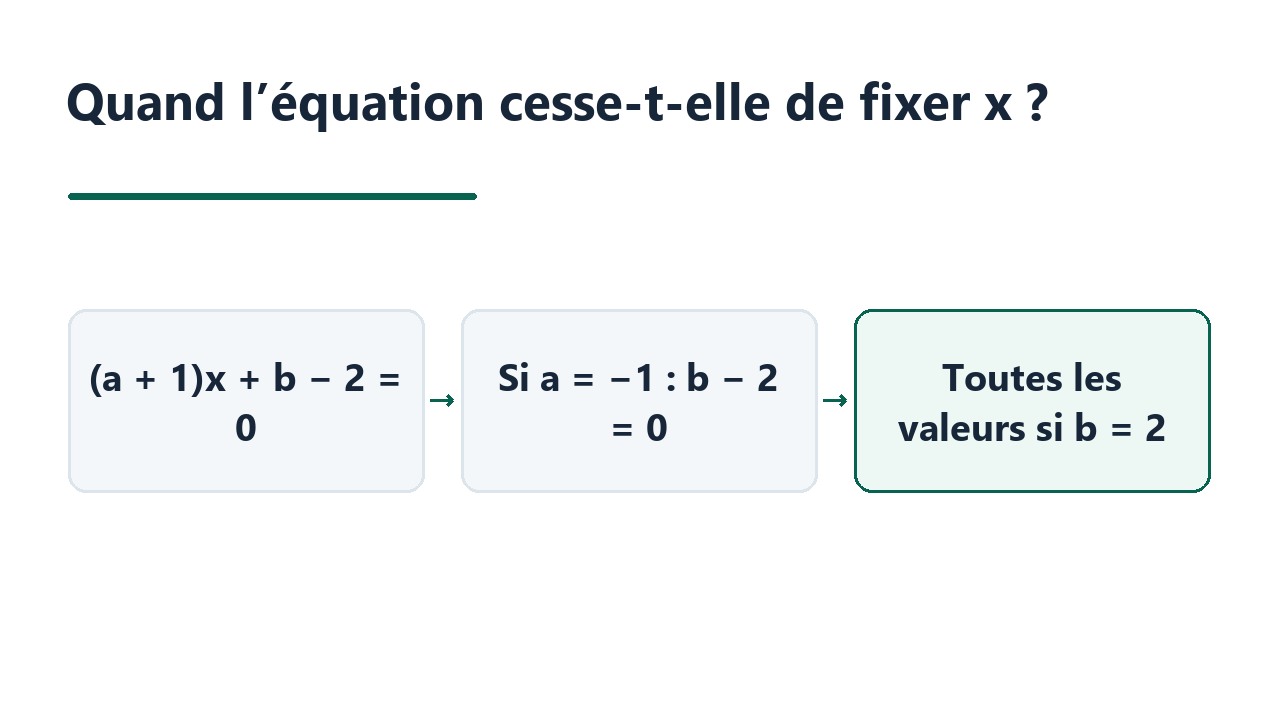 Quand l’équation cesse-t-elle de fixer x ?
(a + 1)x + b − 2 =
0
→
Si a = −1 : b − 2
= 0
→
Toutes les
valeurs si b = 2